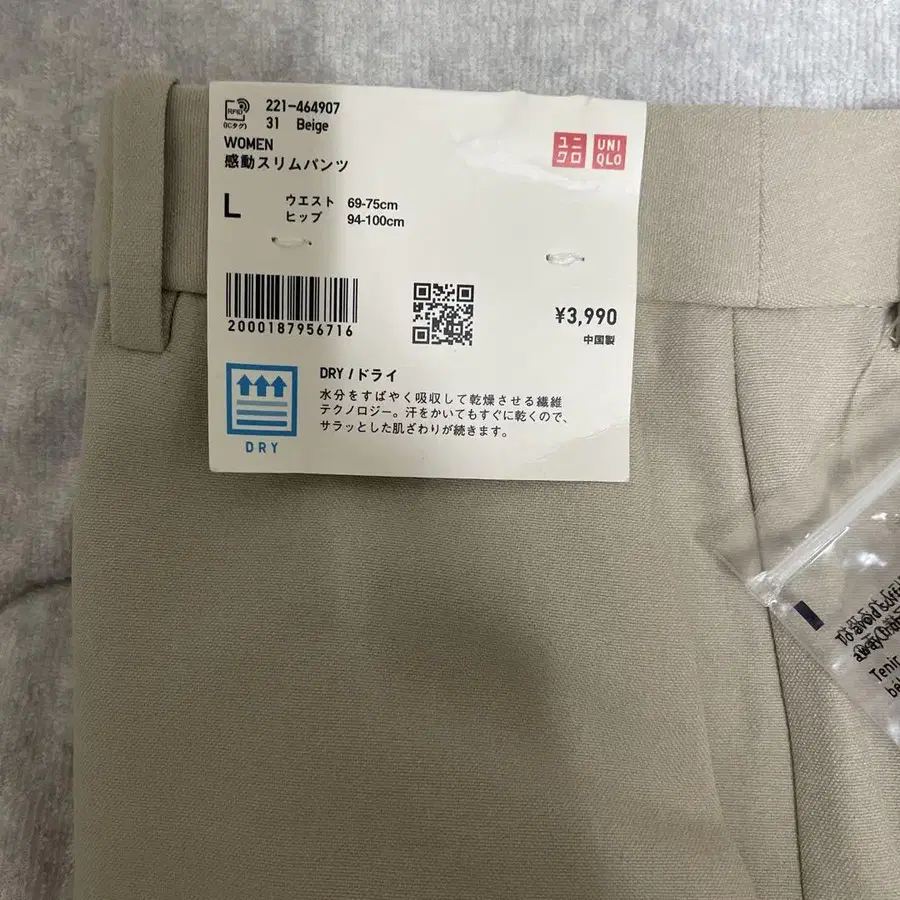 RFID
(ICタグ)
221-464907
31 Beige
WOMEN
感動スリムパンツ
ユニ
クロ
UNI
QLO
L
ウエスト 69-75cm
ヒップ 94-100cm
2000187956716
¥3,990
中国製
DRY
DRY/ドライ
水分をすばやく吸収して乾燥させる繊維
テクノロジー。汗をかいてもすぐに乾くので、
サラッとした肌ざわりが続きます。
To avoid suff
away
Tenir